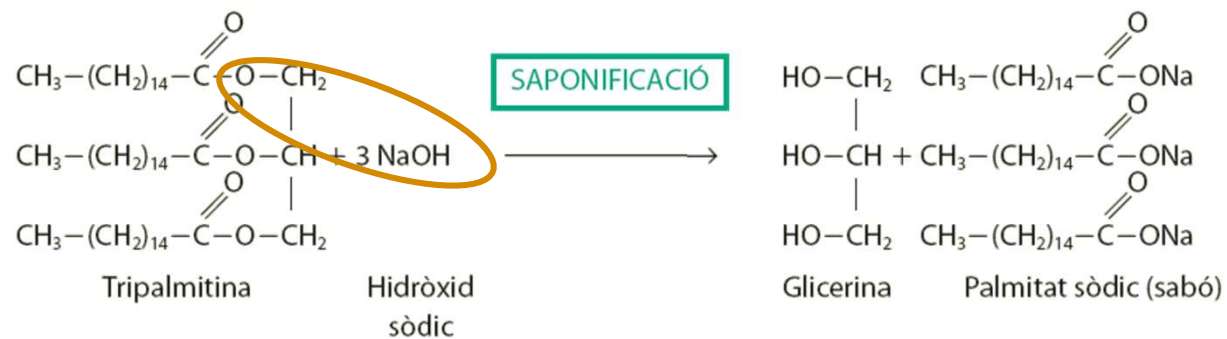 O
CH₃–(CH₂)₁₄–C–O–CH₂ SAPONIFICACIÓ HO–CH₂ CH₃–(CH₂)₁₄–C–ONa
O
CH₃–(CH₂)₁₄–C–O–CH + 3 NaOH ⟶ HO–CH + CH₃–(CH₂)₁₄–C–ONa
O
CH₃–(CH₂)₁₄–C–O–CH₂ HO–CH₂ CH₃–(CH₂)₁₄–C–ONa
Tripalmitina Hidròxid Glicerina Palmitat sòdic (sabó)
sòdic